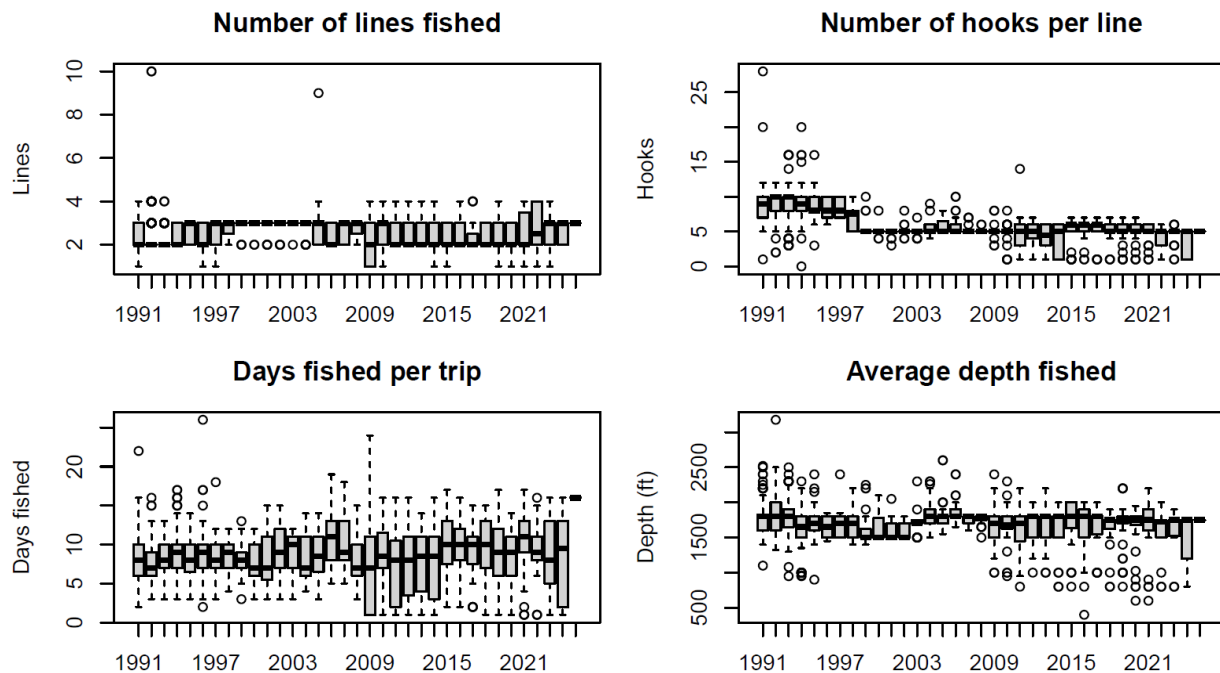 Number of lines fished
Lines
10
8
6
4
2
1991 1997 2003 2009 2015 2021
Number of hooks per line
Hooks
25
15
5
0
1991 1997 2003 2009 2015 2021
Days fished per trip
Days fished
20
10
5
0
1991 1997 2003 2009 2015 2021
Average depth fished
Depth (ft)
2500
1500
500
1991 1997 2003 2009 2015 2021